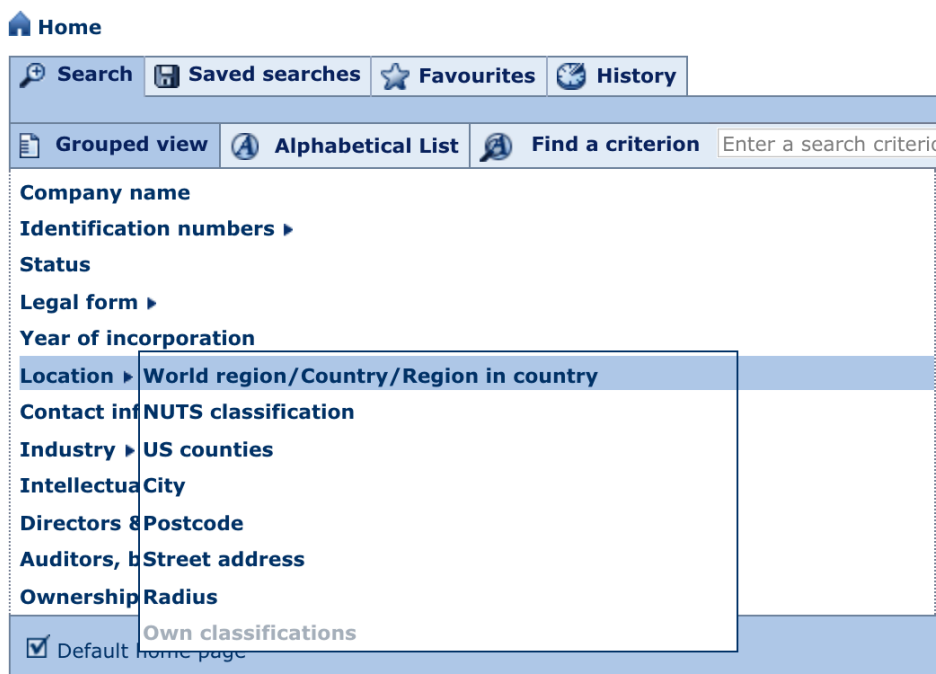 Home
Search Saved searches Favourites History
Grouped view Alphabetical List Find a criterion Enter a search criterio
Company name
Identification numbers
Status
Legal form
Year of incorporation
Location World region/Country/Region in country
Contact inf NUTS classification
Industry US counties
Intellectua City
Directors & Postcode
Auditors, b Street address
Ownership Radius
Own classifications
Default home page